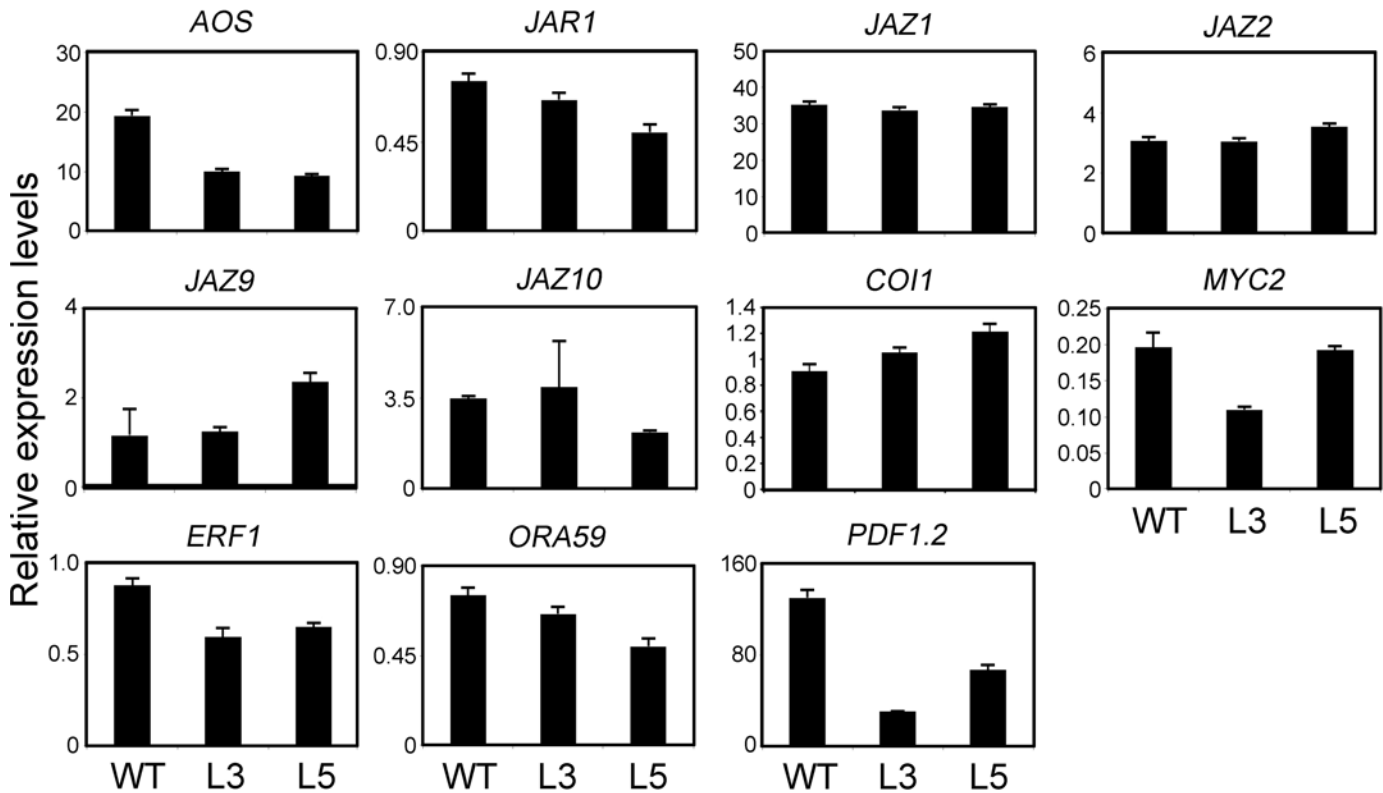 Relative expression levels
AOS
30
20
10
0
JAR1
0.90
0.45
0
JAZ1
50
40
30
20
10
0
JAZ2
6
4
2
0
JAZ9
4
2
0
JAZ10
7.0
3.5
0
COI1
1.4
1.2
1
0.8
0.6
0.4
0.2
0
MYC2
0.25
0.20
0.15
0.10
0.05
0
WT L3 L5
ERF1
1.0
0.5
0
WT L3 L5
ORA59
0.90
0.45
0
WT L3 L5
PDF1.2
160
80
0
WT L3 L5